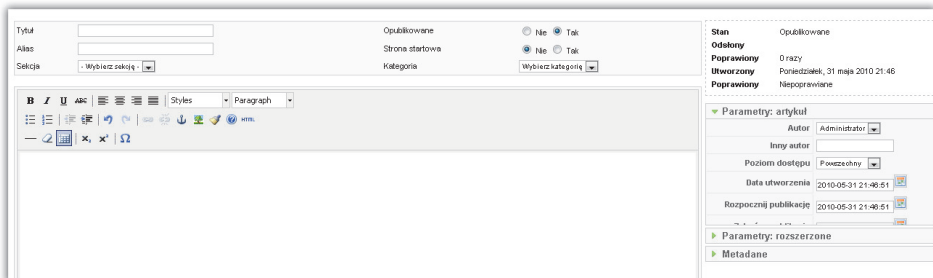 Tytuł
Opublikowane Nie Tak
Alias
Strona startowa Nie Tak
Sekcja - Wybierz sekcję -
Kategoria Wybierz kategorię
B I U ABC Styles Paragraph
HTML
x, x² Ω
Stan Opublikowane
Odsłony
Poprawiony 0 razy
Utworzony Poniedziałek, 31 maja 2010 21:46
Poprawiony Niepoprawiane
Parametry: artykuł
Autor Administrator
Inny autor
Poziom dostępu Powszechny
Data utworzenia 2010-05-31 21:46:51
Rozpocznij publikację 2010-05-31 21:46:51
Parametry: rozszerzone
Metadane